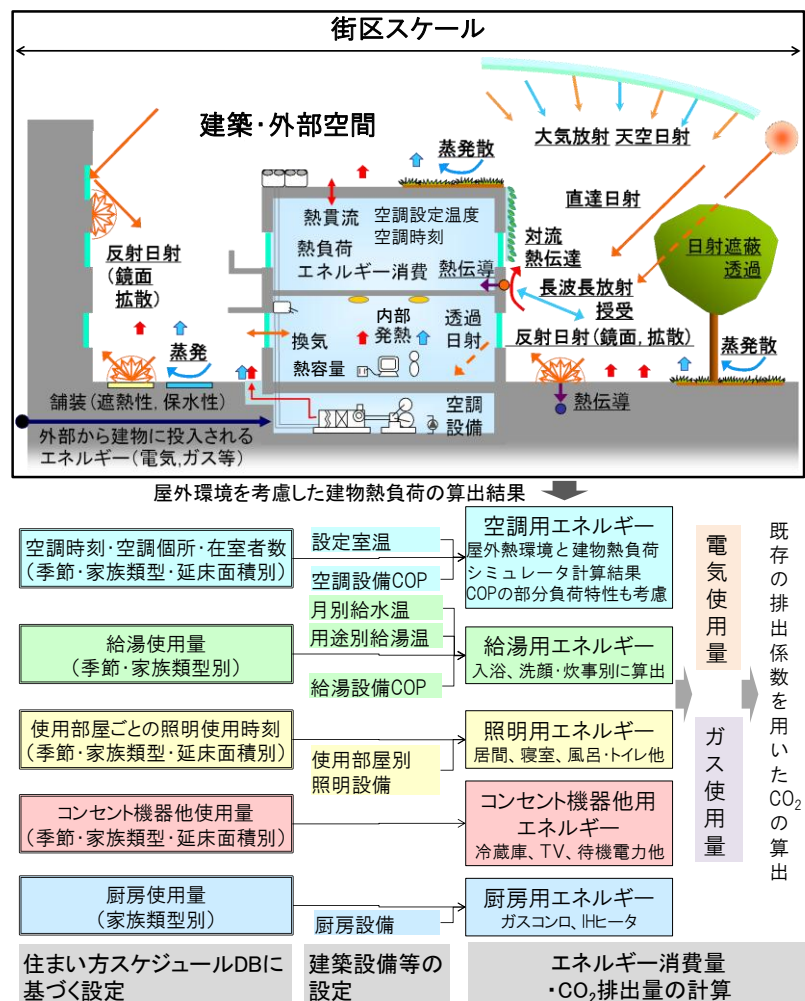 街区スケール
建築・外部空間
大気放射 天空日射
蒸発散
直達日射
熱貫流
空調設定温度
空調時刻
熱負荷
エネルギー消費
熱伝導
対流
熱伝達
日射遮蔽
透過
反射日射
(鏡面
拡散)
長波長放射
授受
内部
発熱
透過
日射
換気
熱容量
反射日射(鏡面,拡散)
蒸発
蒸発散
舗装(遮熱性,保水性)
空調
設備
熱伝導
外部から建物に投入される
エネルギー(電気,ガス等)
屋外環境を考慮した建物熱負荷の算出結果
空調時刻・空調個所・在室者数
(季節・家族類型・延床面積別)
設定室温
空調設備COP
空調用エネルギー
屋外熱環境と建物熱負荷
シミュレータ計算結果
COPの部分負荷特性も考慮
給湯使用量
(季節・家族類型別)
月別給水温
用途別給湯温
給湯設備COP
給湯用エネルギー
入浴、洗顔・炊事別に算出
使用部屋ごとの照明使用時刻
(季節・家族類型・延床面積別)
使用部屋別
照明設備
照明用エネルギー
居間、寝室、風呂・トイレ他
コンセント機器他使用量
(季節・家族類型・延床面積別)
コンセント機器他用
エネルギー
冷蔵庫、TV、待機電力他
厨房使用量
(家族類型別)
厨房設備
厨房用エネルギー
ガスコンロ、IHヒータ
電気使用量
ガス使用量
既存の排出係数を用いたCO2の算出
住まい方スケジュールDBに
基づく設定
建築設備等の
設定
エネルギー消費量
・CO2排出量の計算